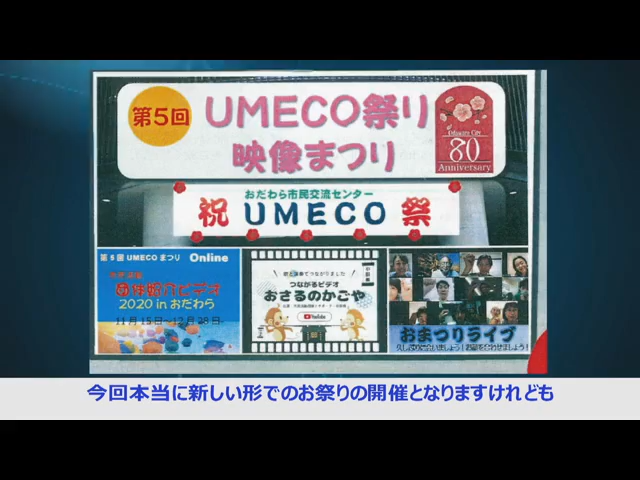 第5回
UMECO祭り
映像まつり
Odawara City
80
Anniversary
おだわら市民交流センター
祝 UMECO 祭
第5回UMECOまつり Online
団体紹介ビデオ
2020 in おだわら
11月15日〜12月28日
つながるビデオ
おさるのかごや
YouTube
おまつりライブ
今回本当に新しい形でのお祭りの開催となりますけれども